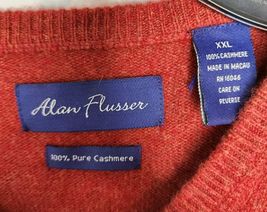 Alan Flusser
100% Pure Cashmere
XXL
100% CASHMERE
MADE IN MACAU
RN 16046
CARE ON
REVERSE